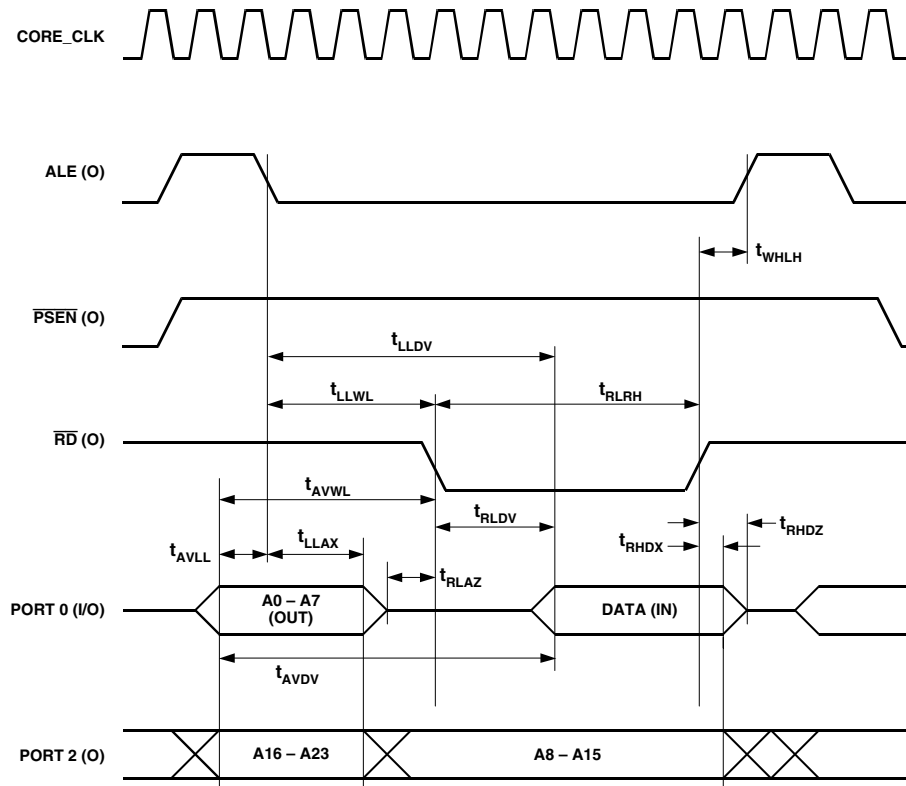 CORE_CLK
ALE (O)
tWHLH
PSEN (O)
tLLDV
tLLWL
tRLRH
RD (O)
tAVWL
tRLDV
tRHDZ
tAVLL
tLLAX
tRHDX
tRLAZ
PORT 0 (I/O)
A0 – A7
(OUT)
DATA (IN)
tAVDV
PORT 2 (O)
A16 – A23
A8 – A15